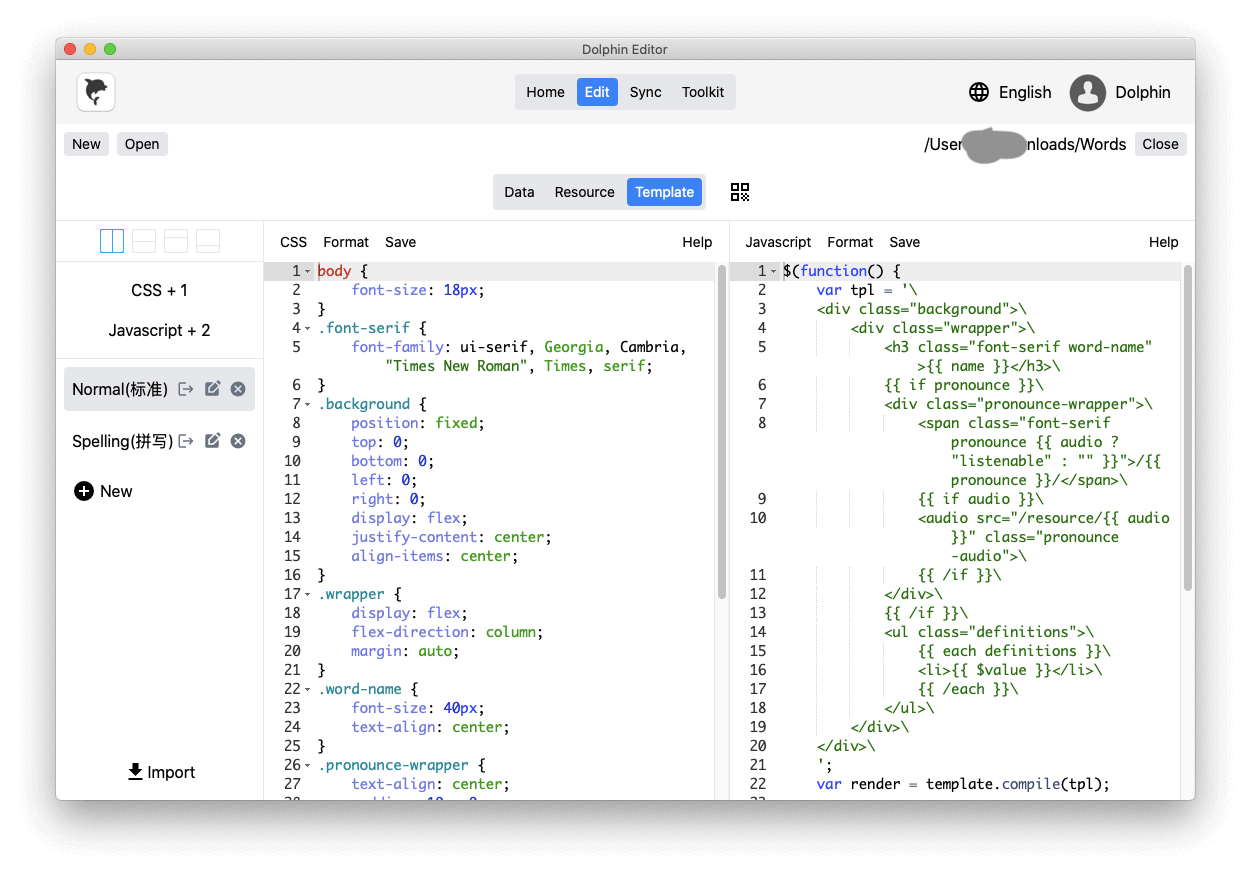 Dolphin Editor
Home Edit Sync Toolkit English Dolphin
New Open /User nloads/Words Close
Data Resource Template
CSS + 1
Javascript + 2
Normal(标准)
Spelling(拼写)
New
Import
CSS Format Save Help
1 body {
2 font-size: 18px;
3 }
4 .font-serif {
5 font-family: ui-serif, Georgia, Cambria,
"Times New Roman", Times, serif;
6 }
7 .background {
8 position: fixed;
9 top: 0;
10 bottom: 0;
11 left: 0;
12 right: 0;
13 display: flex;
14 justify-content: center;
15 align-items: center;
16 }
17 .wrapper {
18 display: flex;
19 flex-direction: column;
20 margin: auto;
21 }
22 .word-name {
23 font-size: 40px;
24 text-align: center;
25 }
26 .pronounce-wrapper {
27 text-align: center;
Javascript Format Save Help
1 $(function() {
2 var tpl = '\
3 <div class="background">\
4 <div class="wrapper">\
5 <h3 class="font-serif word-name"
>{{ name }}</h3>\
6 {{ if pronounce }}\
7 <div class="pronounce-wrapper">\
8 <span class="font-serif
pronounce {{ audio ?
"listenable" : "" }}">/{{
pronounce }}/</span>\
9 {{ if audio }}\
10 <audio src="/resource/{{ audio
}}" class="pronounce
-audio">\
11 {{ /if }}\
12 </div>\
13 {{ /if }}\
14 <ul class="definitions">\
15 {{ each definitions }}\
16 <li>{{ $value }}</li>\
17 {{ /each }}\
18 </ul>\
19 </div>\
20 </div>\
21 ';
22 var render = template.compile(tpl);